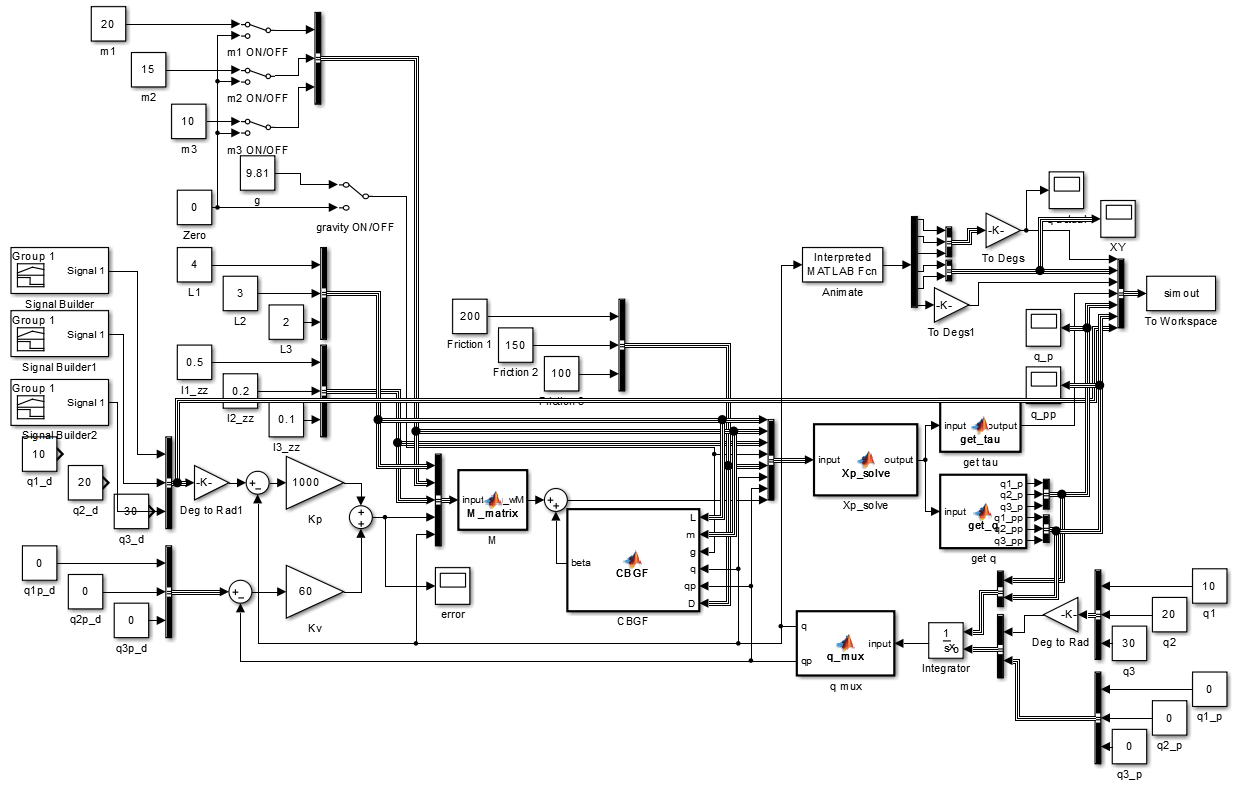 20
m1
m1 ON/OFF
15
m2
m2 ON/OFF
10
m3
m3 ON/OFF
9.81
g
0
Zero
gravity ON/OFF
Group 1
Signal 1
Signal Builder
Group 1
Signal 1
Signal Builder1
Group 1
Signal 1
Signal Builder2
4
L1
3
L2
2
L3
0.5
I1_zz
0.2
I2_zz
0.1
I3_zz
10
q1_d
20
q2_d
30
q3_d
-K-
Deg to Rad1
1000
Kp
60
Kv
0
q1p_d
0
q2p_d
0
q3p_d
error
input
M_matrix
_wM
M
200
Friction 1
150
Friction 2
100
beta
CBGF
L
m
g
q
qp
D
CBGF
Interpreted
MATLAB Fcn
Animate
-K-
To Degs
-K-
To Degs1
XY
sim out
To Workspace
q_p
q_pp
input
Xp_solve
output
Xp_solve
input
get_tau
output
get tau
input
get_q
q1_p
q2_p
q3_p
q1_pp
q2_pp
q3_pp
get q
q
qp
q_mux
input
q mux
1
s
xo
Integrator
-K-
Deg to Rad
10
q1
20
q2
30
q3
0
q1_p
0
q2_p
0
q3_p